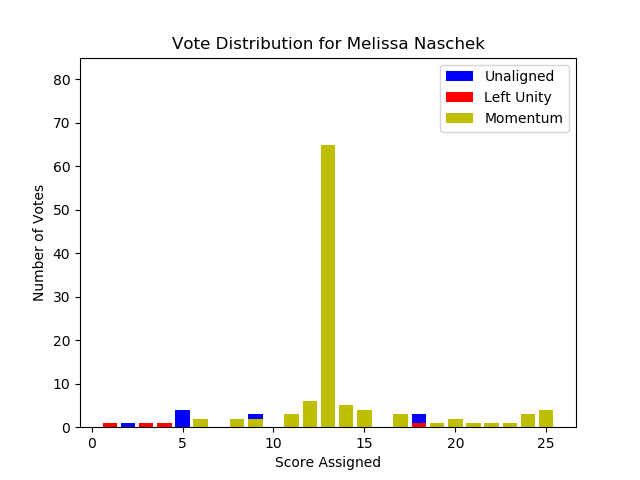 Vote Distribution for Melissa Naschek
Unaligned
Left Unity
Momentum
80
70
60
50
40
30
20
10
0
Number of Votes
0 5 10 15 20 25
Score Assigned